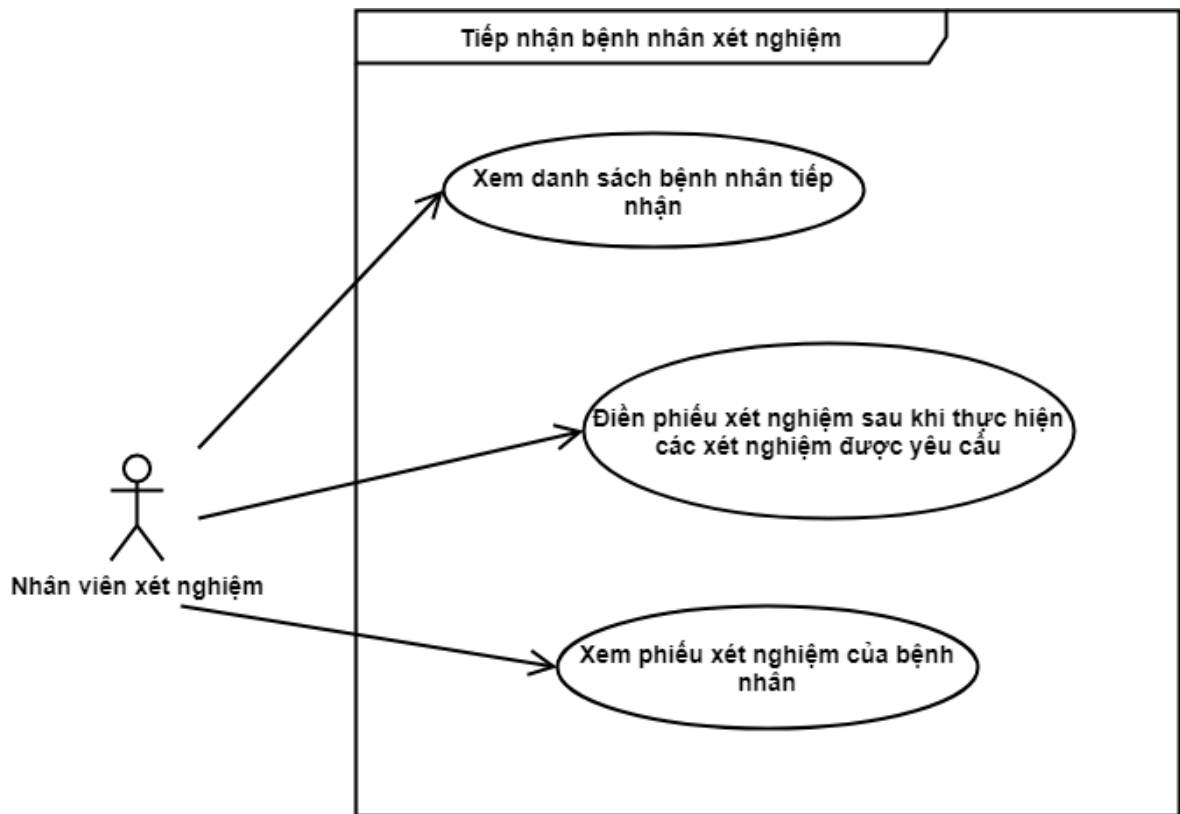 Tiếp nhận bệnh nhân xét nghiệm
Xem danh sách bệnh nhân tiếp
nhận
Điền phiếu xét nghiệm sau khi thực hiện
các xét nghiệm được yêu cầu
Nhân viên xét nghiệm
Xem phiếu xét nghiệm của bệnh
nhân